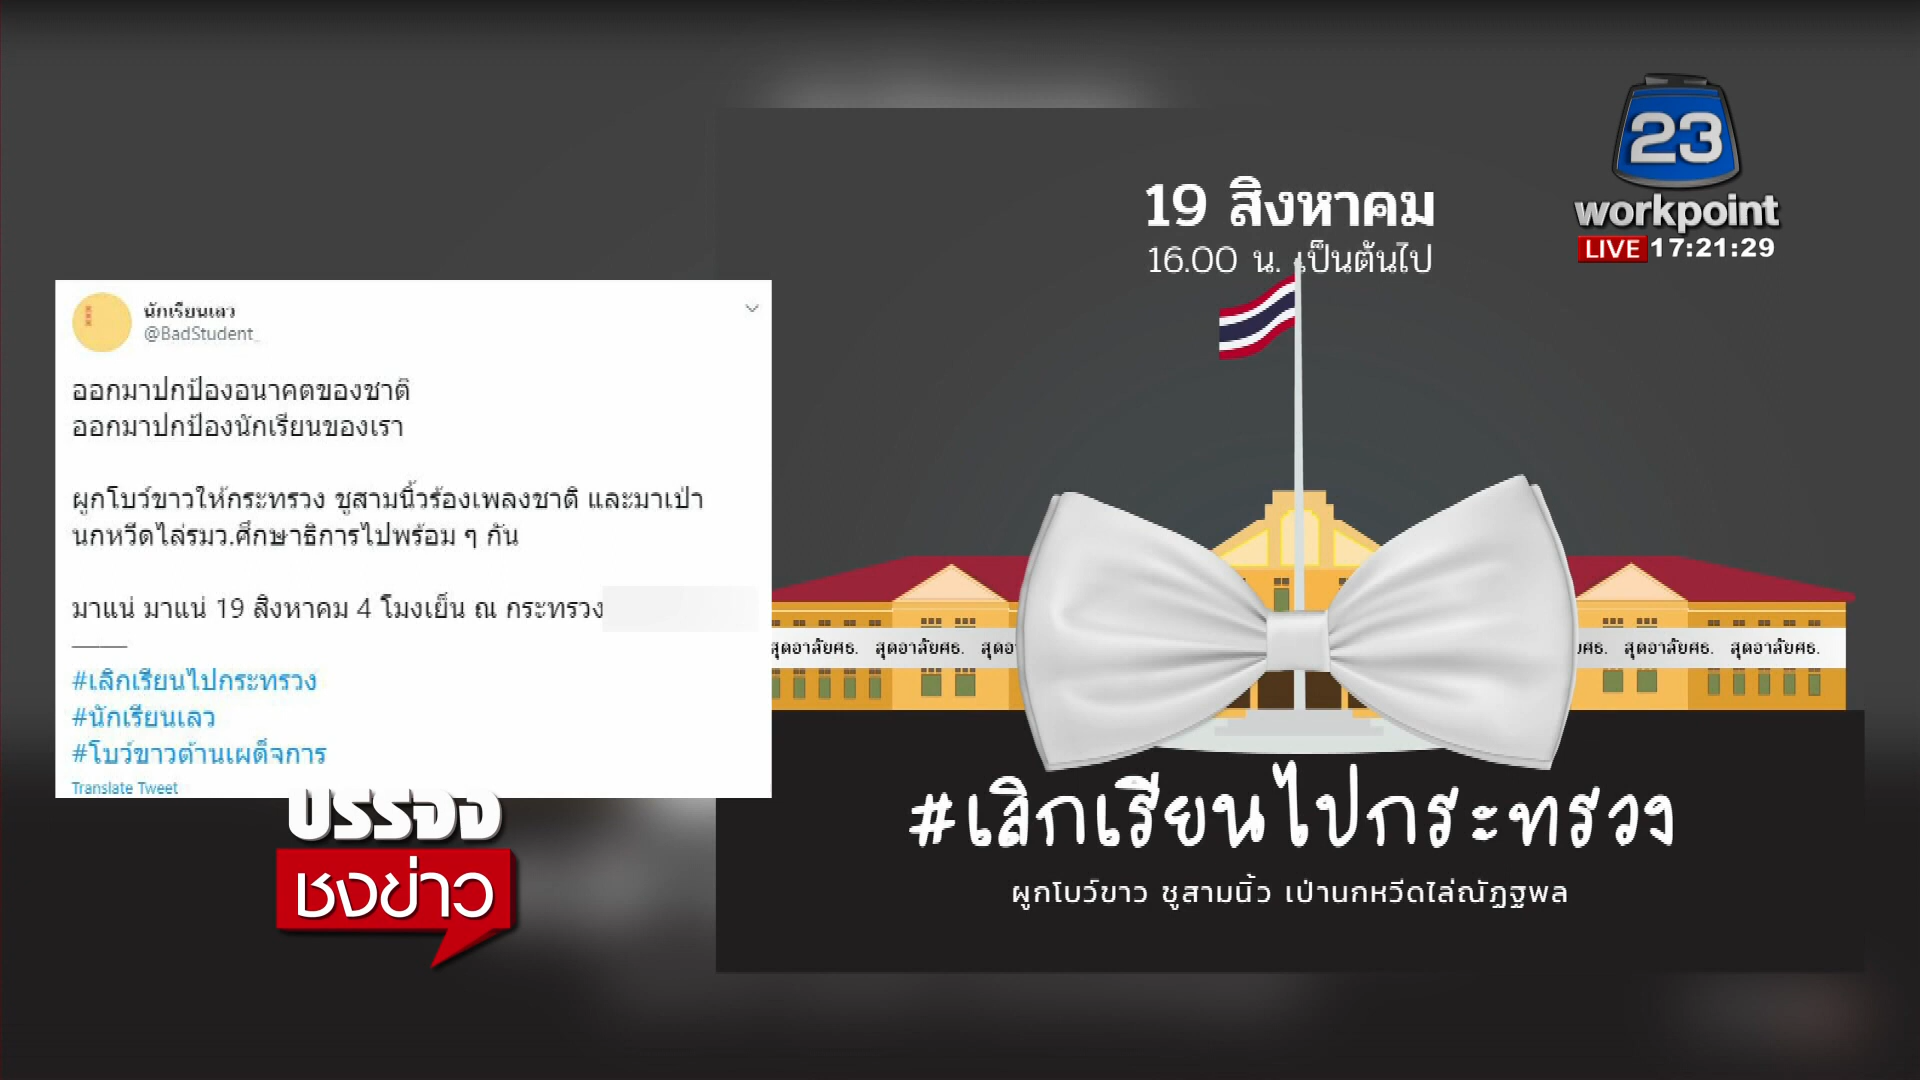 23
workpoint
LIVE 17:21:29
19 สิงหาคม
16.00 น. เป็นต้นไป
นักเรียนเลว
@BadStudent_
ออกมาปกป้องอนาคตของชาติ
ออกมาปกป้องนักเรียนของเรา
ผูกโบว์ขาวให้กระทรวง ชูสามนิ้วร้องเพลงชาติ และมาเป่า
นกหวีดไล่รมว.ศึกษาธิการไปพร้อม ๆ กัน
มาแน่ มาแน่ 19 สิงหาคม 4 โมงเย็น ณ กระทรวง
#เลิกเรียนไปกระทรวง
#นักเรียนเลว
#โบว์ขาวต้านเผด็จการ
Translate Tweet
สุดอาลัยศธ. สุดอาลัยศธ. สุดอา
ยศธ. สุดอาลัยศธ. สุดอาลัยศธ.
#เลิกเรียนไปกระทรวง
ผูกโบว์ขาว ชูสามนิ้ว เป่านกหวีดไล่ณัฏฐพล
บรรจง
ชงข่าว